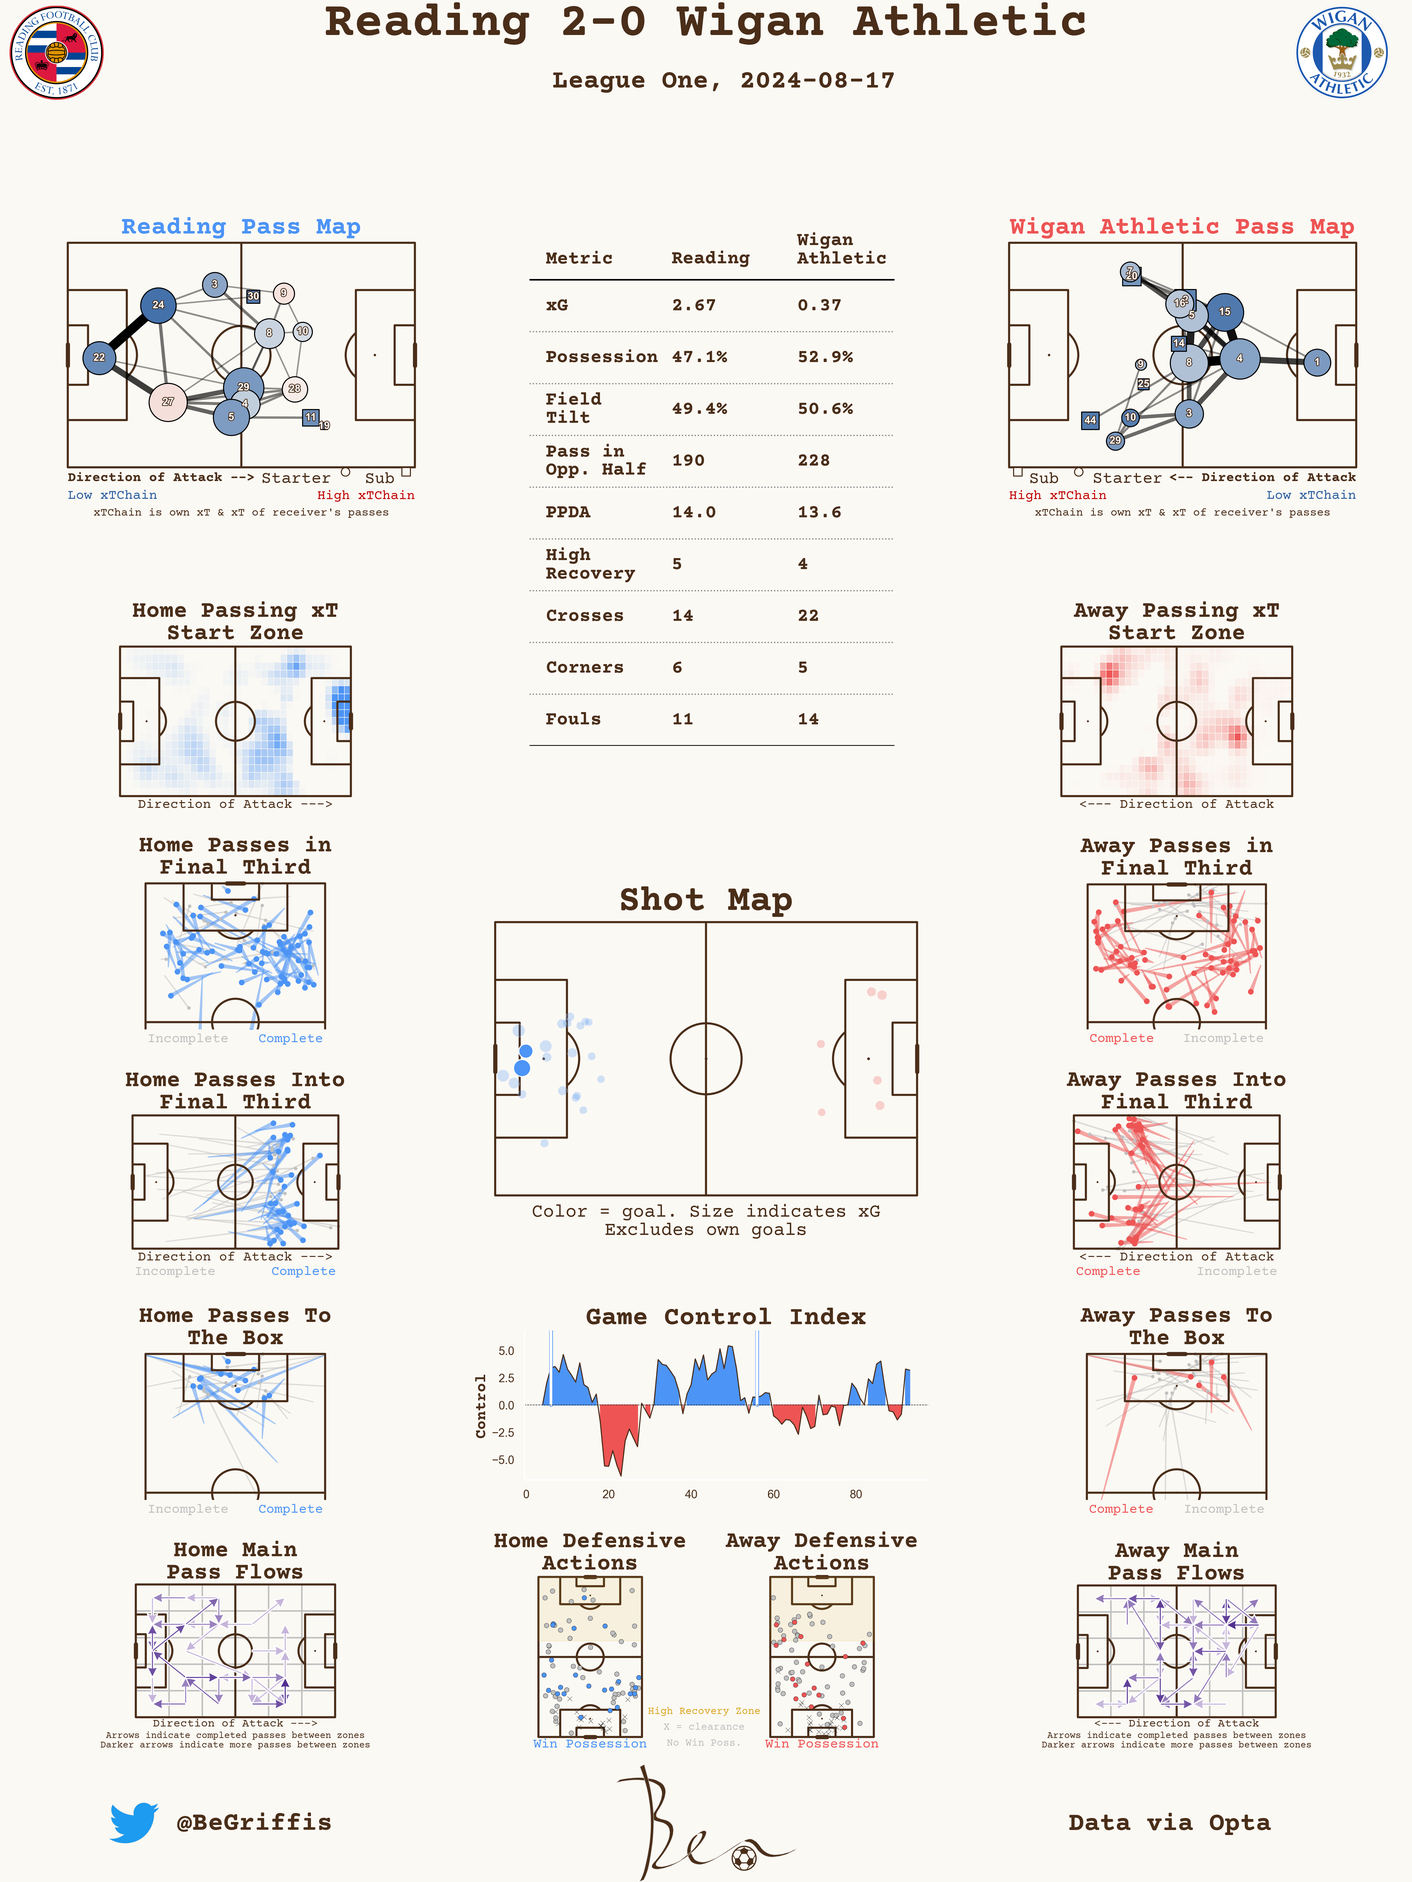 Reading 2-0 Wigan Athletic
League One, 2024-08-17
READING FOOTBALL CLUB
EST. 1871
WIGAN
1932
ATHLETIC
Reading Pass Map
3
30
9
24
8
10
22
29
28
27
4
5
11
19
Direction of Attack --> Starter Sub
Low xTChain High xTChain
xTChain is own xT & xT of receiver's passes
Metric Reading Wigan
Athletic
xG 2.67 0.37
Possession 47.1% 52.9%
Field
Tilt 49.4% 50.6%
Pass in
Opp. Half 190 228
PPDA 14.0 13.6
High
Recovery 5 4
Crosses 14 22
Corners 6 5
Fouls 11 14
Wigan Athletic Pass Map
7
20
16
5
15
14
4
8
9
1
25
44
10
3
29
Sub Starter <-- Direction of Attack
High xTChain Low xTChain
xTChain is own xT & xT of receiver's passes
Home Passing xT
Start Zone
Direction of Attack --->
Away Passing xT
Start Zone
<--- Direction of Attack
Home Passes in
Final Third
Incomplete Complete
Away Passes in
Final Third
Complete Incomplete
Shot Map
Color = goal. Size indicates xG
Excludes own goals
Home Passes Into
Final Third
Direction of Attack --->
Incomplete Complete
Away Passes Into
Final Third
<--- Direction of Attack
Complete Incomplete
Home Passes To
The Box
Incomplete Complete
Game Control Index
Control
5.0
2.5
0.0
−2.5
−5.0
0 20 40 60 80
Away Passes To
The Box
Complete Incomplete
Home Main
Pass Flows
Direction of Attack --->
Arrows indicate completed passes between zones
Darker arrows indicate more passes between zones
Home Defensive
Actions
Win Possession
High Recovery Zone
X = clearance
No Win Poss.
Away Defensive
Actions
Win Possession
Away Main
Pass Flows
<--- Direction of Attack
Arrows indicate completed passes between zones
Darker arrows indicate more passes between zones
@BeGriffis
Ben
Data via Opta